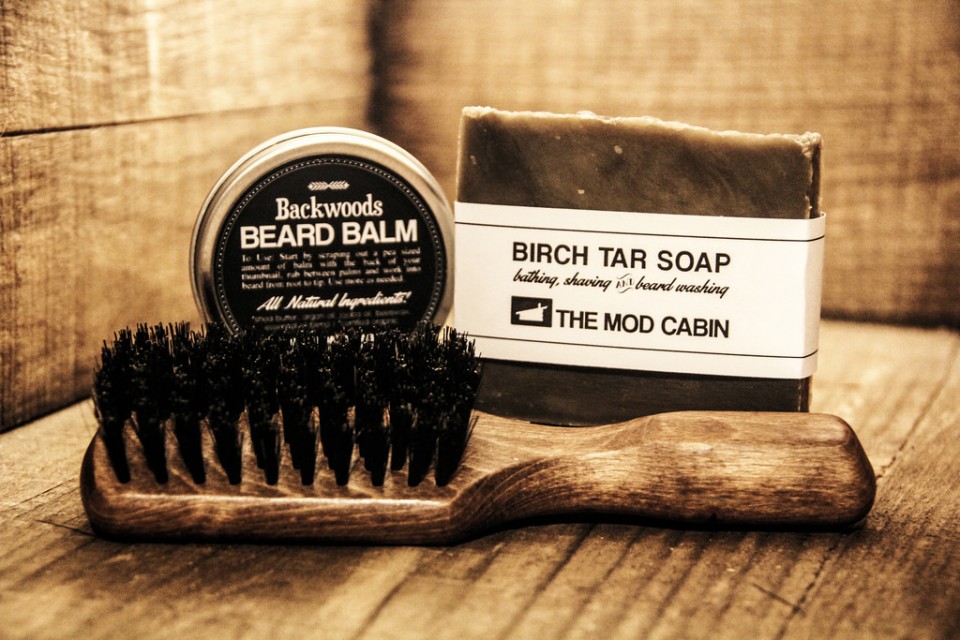 Backwoods
BEARD BALM
To Use Start by scraping out a pea sized
amount of balm with the back of your
thumbnail, rub between palms and work into
beard from root to tip. Use more as needed.
All Natural Ingredients!
BIRCH TAR SOAP
bathing, shaving AND beard washing
THE MOD CABIN